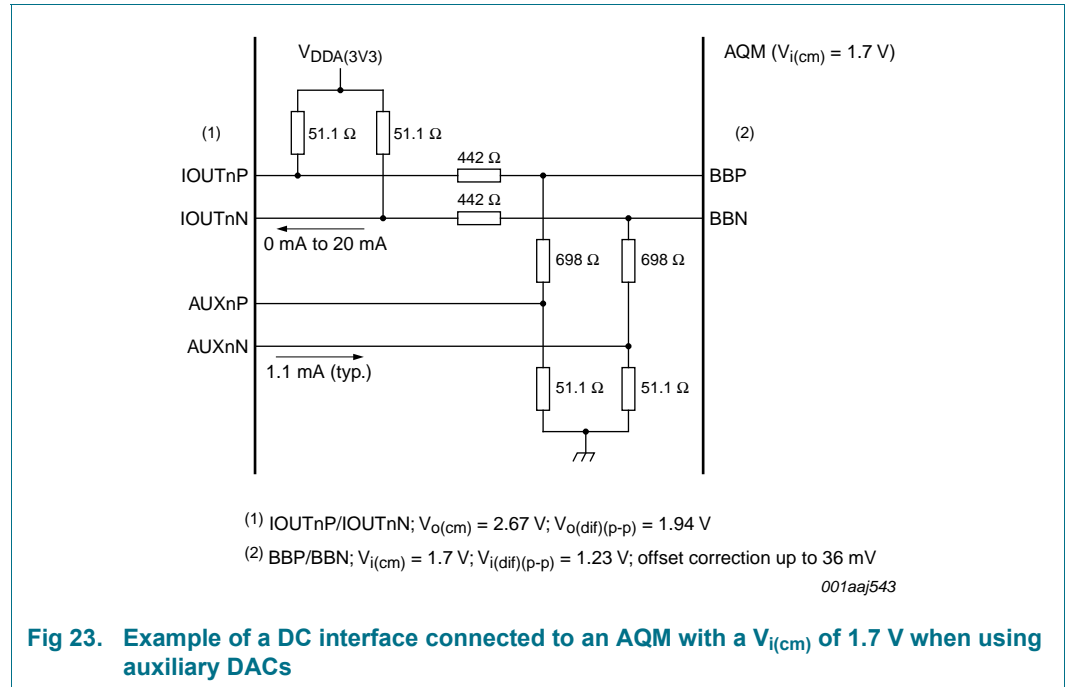 VDDA(3V3)
AQM (Vi(cm) = 1.7 V)
(1)
51.1 Ω
51.1 Ω
(2)
442 Ω
IOUTnP
BBP
442 Ω
IOUTnN
BBN
0 mA to 20 mA
698 Ω
698 Ω
AUXnP
AUXnN
1.1 mA (typ.)
51.1 Ω
51.1 Ω
(1) IOUTnP/IOUTnN; Vo(cm) = 2.67 V; Vo(dif)(p-p) = 1.94 V
(2) BBP/BBN; Vi(cm) = 1.7 V; Vi(dif)(p-p) = 1.23 V; offset correction up to 36 mV
001aaj543
Fig 23. Example of a DC interface connected to an AQM with a Vi(cm) of 1.7 V when using
auxiliary DACs